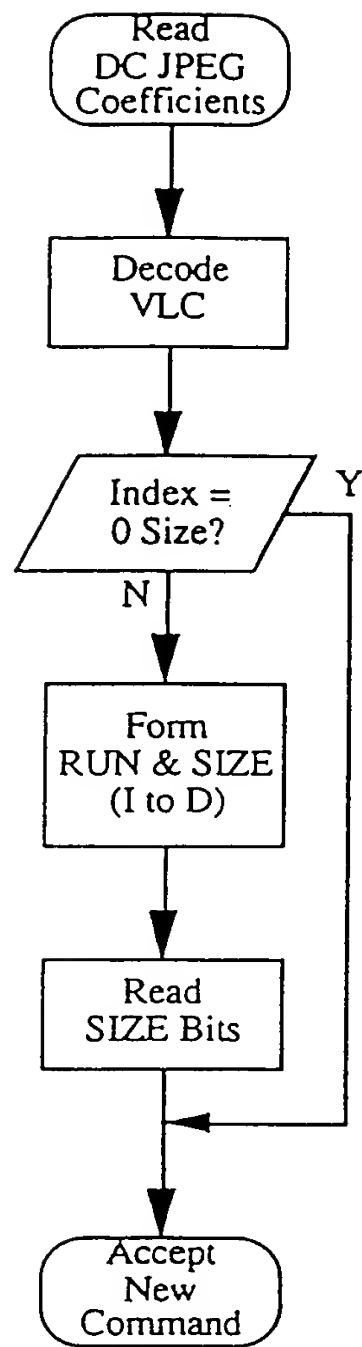 Read
DC JPEG
Coefficients
Decode
VLC
Index =
0 Size?
Y
N
Form
RUN & SIZE
(I to D)
Read
SIZE Bits
Accept
New
Command